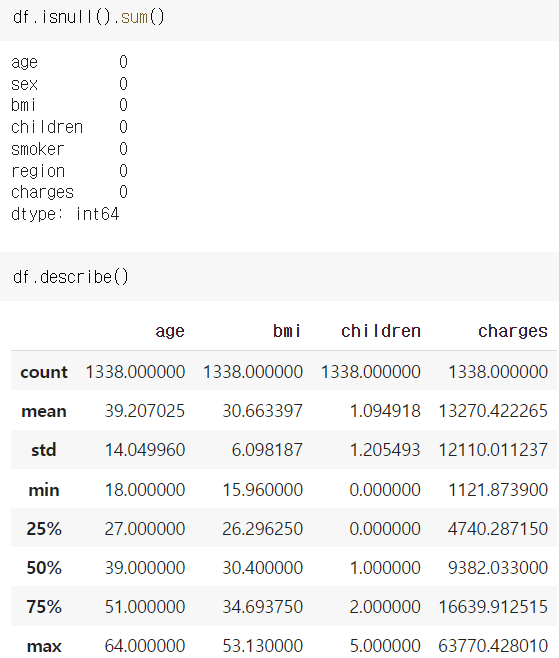 df.isnull().sum()
age 0
sex 0
bmi 0
children 0
smoker 0
region 0
charges 0
dtype: int64
df.describe()
age bmi children charges
count 1338.000000 1338.000000 1338.000000 1338.000000
mean 39.207025 30.663397 1.094918 13270.422265
std 14.049960 6.098187 1.205493 12110.011237
min 18.000000 15.960000 0.000000 1121.873900
25% 27.000000 26.296250 0.000000 4740.287150
50% 39.000000 30.400000 1.000000 9382.033000
75% 51.000000 34.693750 2.000000 16639.912515
max 64.000000 53.130000 5.000000 63770.428010